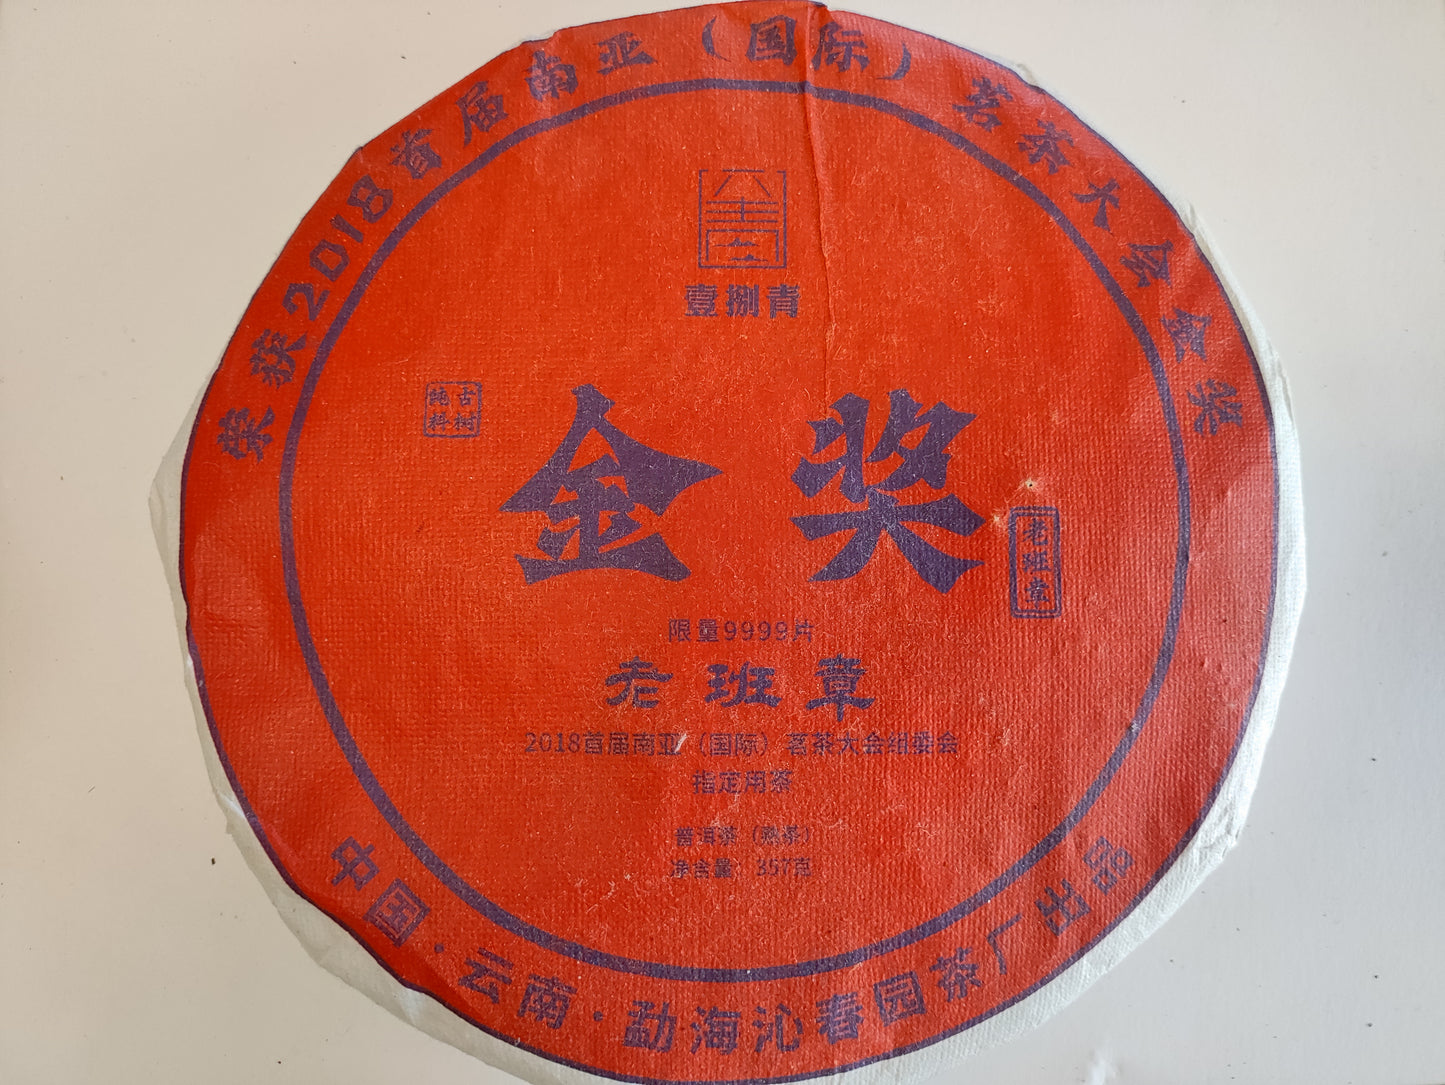 荣获2018首届南亚（国际）茗茶大会金奖
壹捌青
古树
纯料
金奖
老班章
限量9999片
老班章
2018首届南亚（国际）茗茶大会组委会
指定用茶
普洱茶（熟茶）
净含量：357克
中国·云南·勐海沁春园茶厂出品